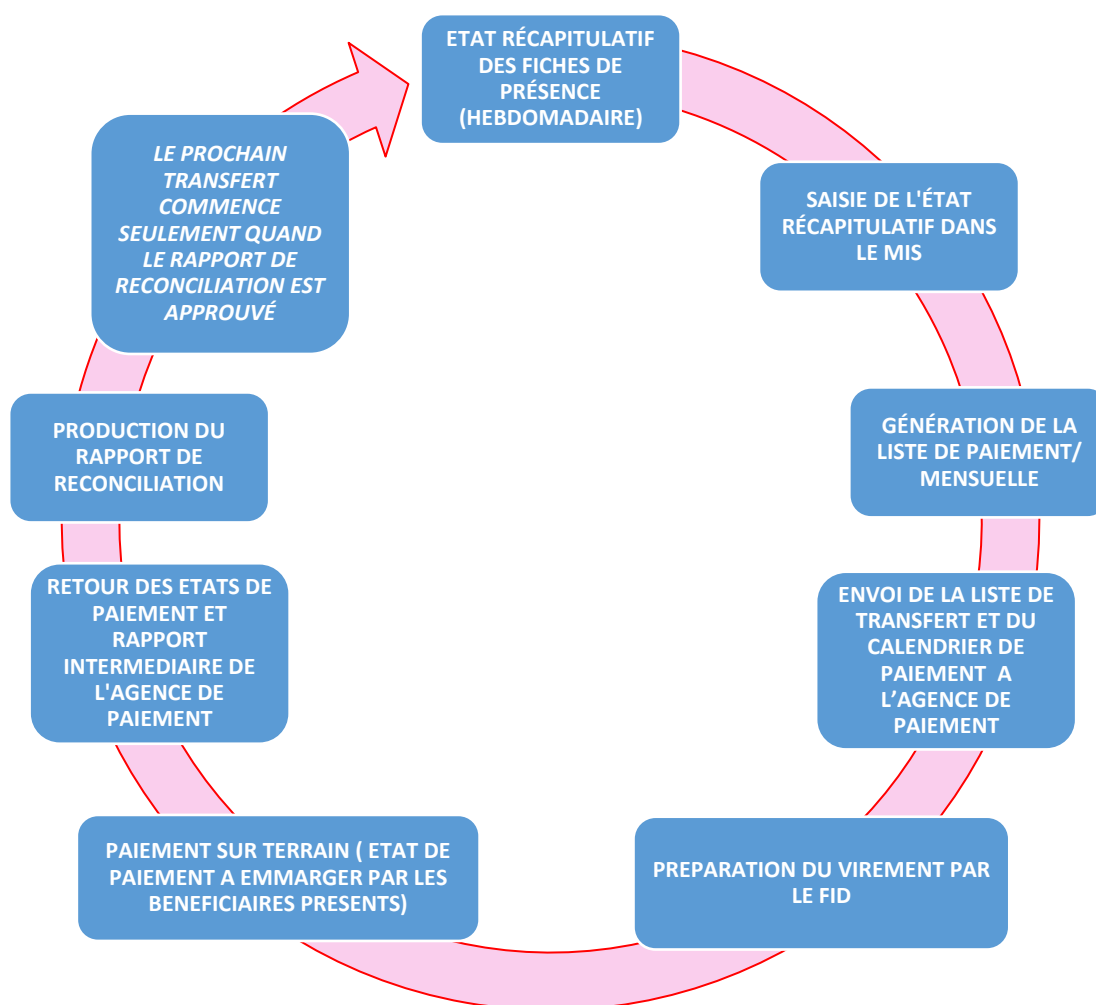 ETAT RÉCAPITULATIF
DES FICHES DE
PRÉSENCE
(HEBDOMADAIRE)
SAISIE DE L'ÉTAT
RÉCAPITULATIF DANS
LE MIS
GÉNÉRATION DE LA
LISTE DE PAIEMENT/
MENSUELLE
ENVOI DE LA LISTE DE
TRANSFERT ET DU
CALENDRIER DE
PAIEMENT A
L’AGENCE DE
PAIEMENT
PREPARATION DU VIREMENT PAR
LE FID
PAIEMENT SUR TERRAIN ( ETAT DE
PAIEMENT A EMMARGER PAR LES
BENEFICIAIRES PRESENTS)
RETOUR DES ETATS DE
PAIEMENT ET
RAPPORT
INTERMEDIAIRE DE
L'AGENCE DE
PAIEMENT
PRODUCTION DU
RAPPORT DE
RECONCILIATION
LE PROCHAIN
TRANSFERT
COMMENCE
SEULEMENT QUAND
LE RAPPORT DE
RECONCILIATION EST
APPROUVÉ